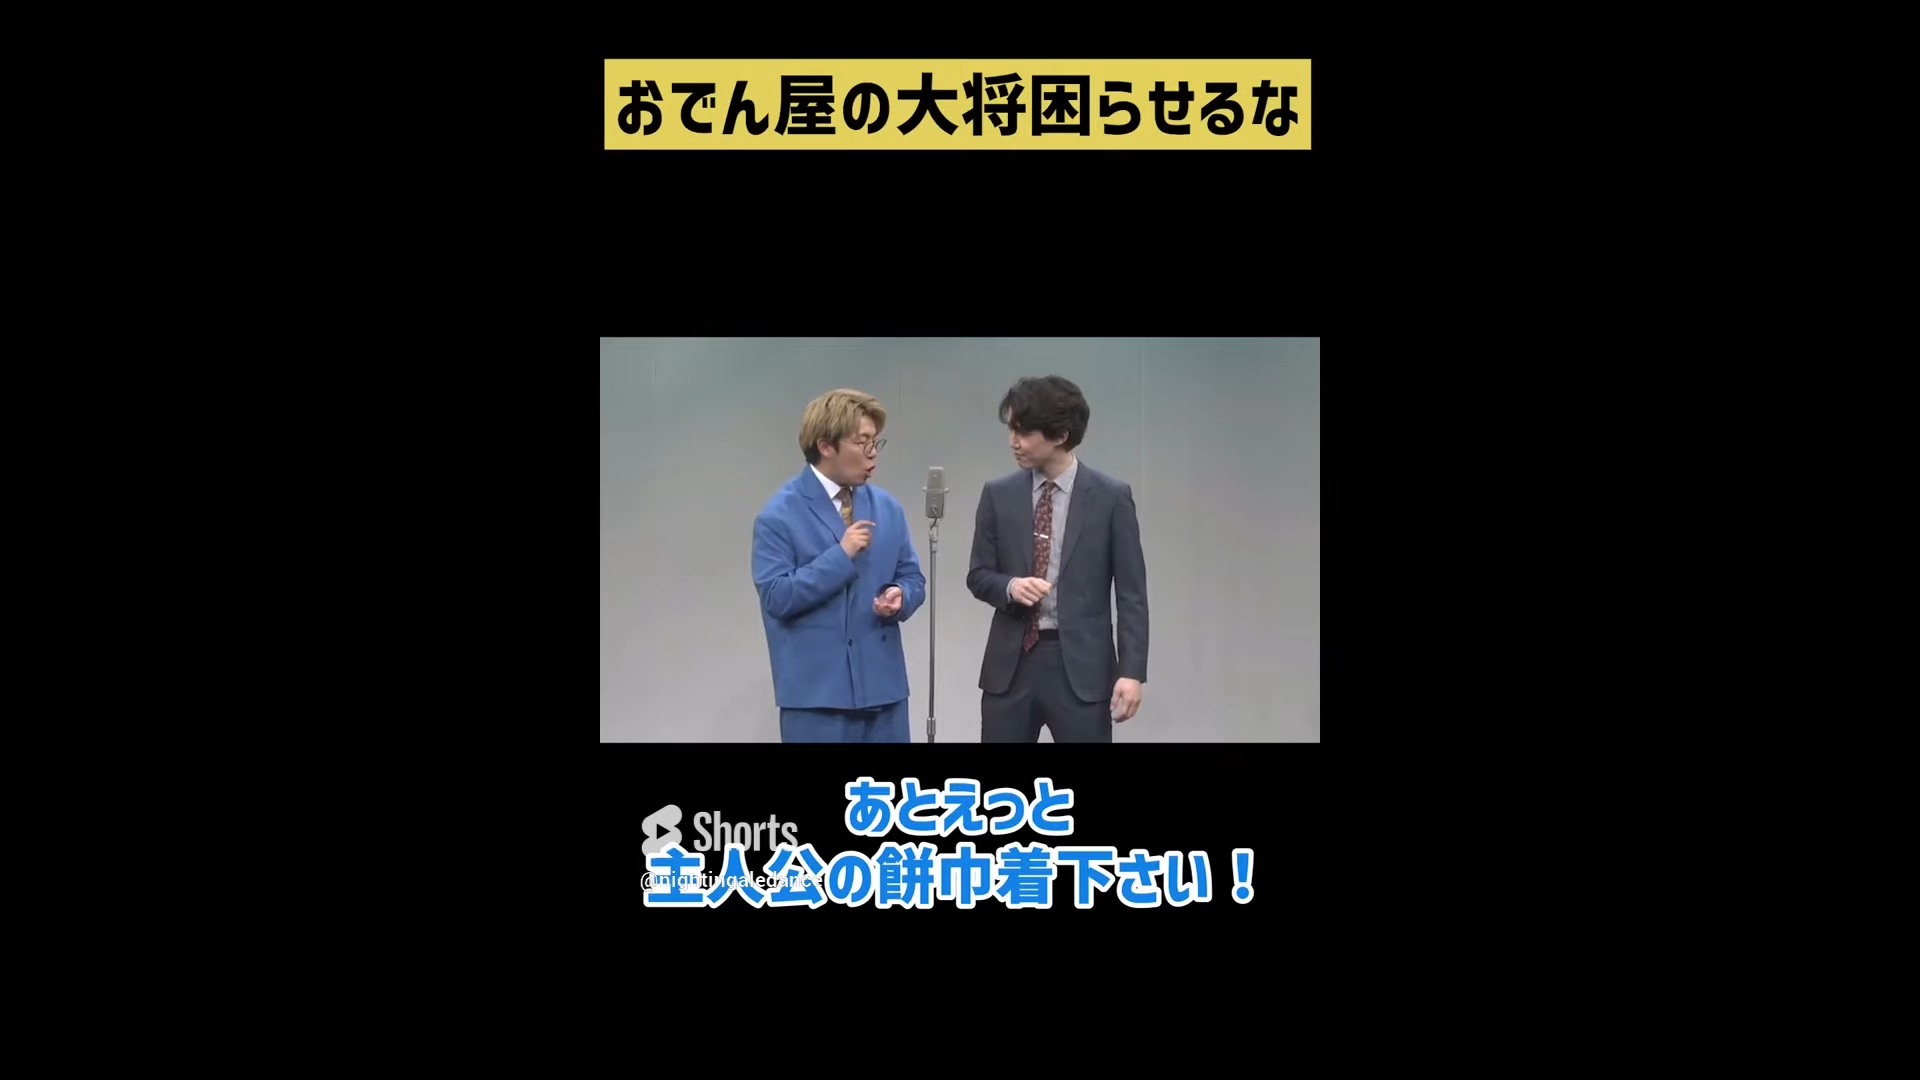 おでん屋の大将困らせるな
あとえっと
Shorts
主人公の餅巾着下さい！
@nightingaledance